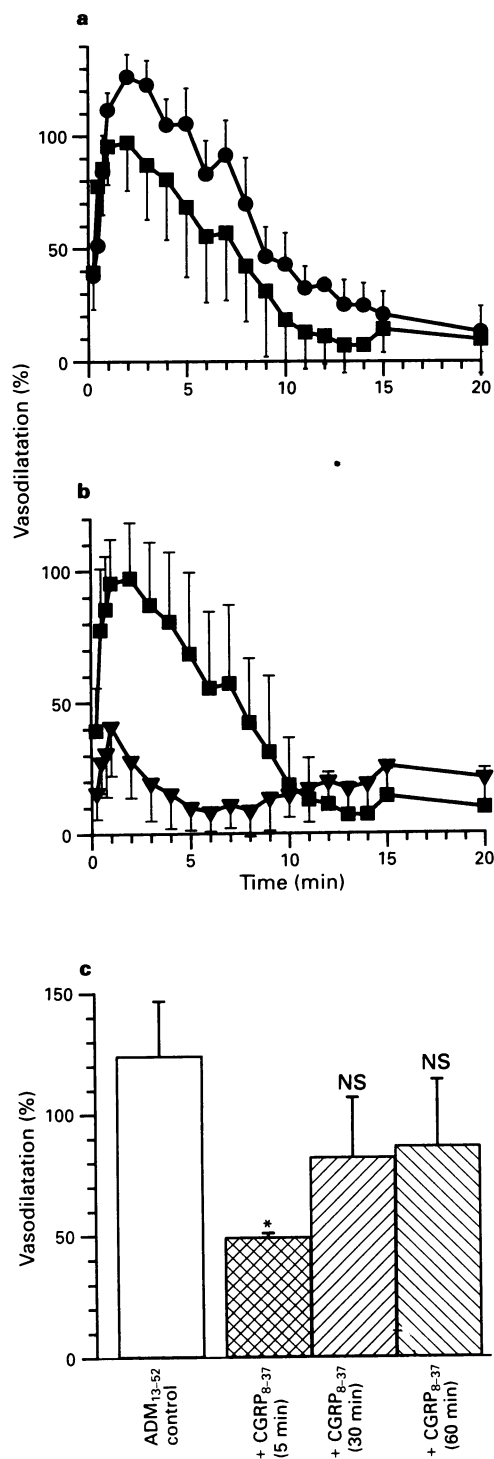 a
Vasodilatation (%)
100
50
0
0 5 10 15 20
b
100
50
0
0 5 10 15 20
Time (min)
c
Vasodilatation (%)
150
100
50
0
*
NS
NS
ADM13–52
control
+ CGRP8–37
(5 min)
+ CGRP8–37
(30 min)
+ CGRP8–37
(60 min)